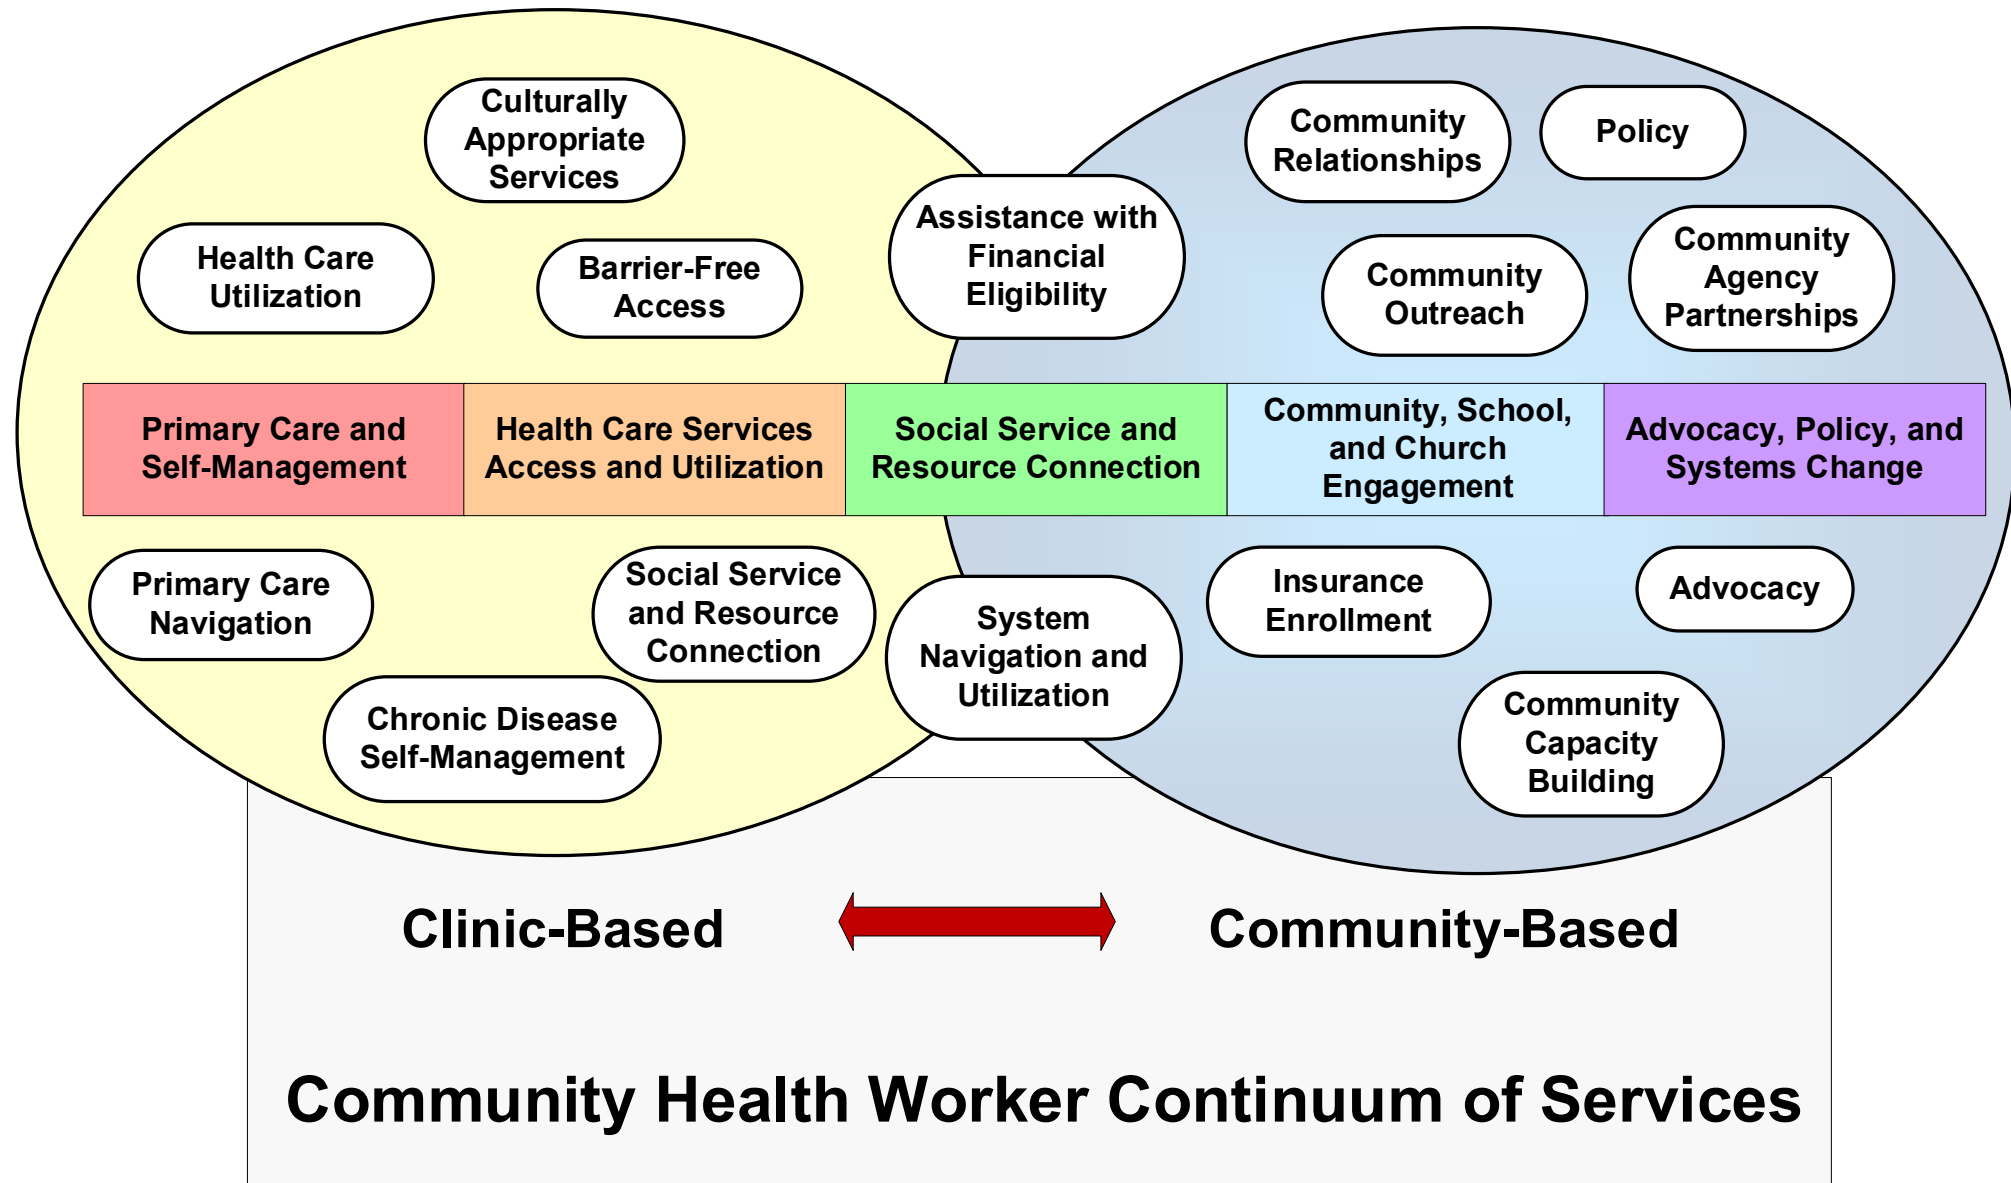 Culturally
Appropriate
Services
Community
Relationships
Policy
Health Care
Utilization
Barrier-Free
Access
Assistance with
Financial
Eligibility
Community
Outreach
Community
Agency
Partnerships
Primary Care and
Self-Management
Health Care Services
Access and Utilization
Social Service and
Resource Connection
Community, School,
and Church
Engagement
Advocacy, Policy, and
Systems Change
Primary Care
Navigation
Social Service
and Resource
Connection
System
Navigation and
Utilization
Insurance
Enrollment
Advocacy
Chronic Disease
Self-Management
Community
Capacity
Building
Clinic-Based
Community-Based
Community Health Worker Continuum of Services